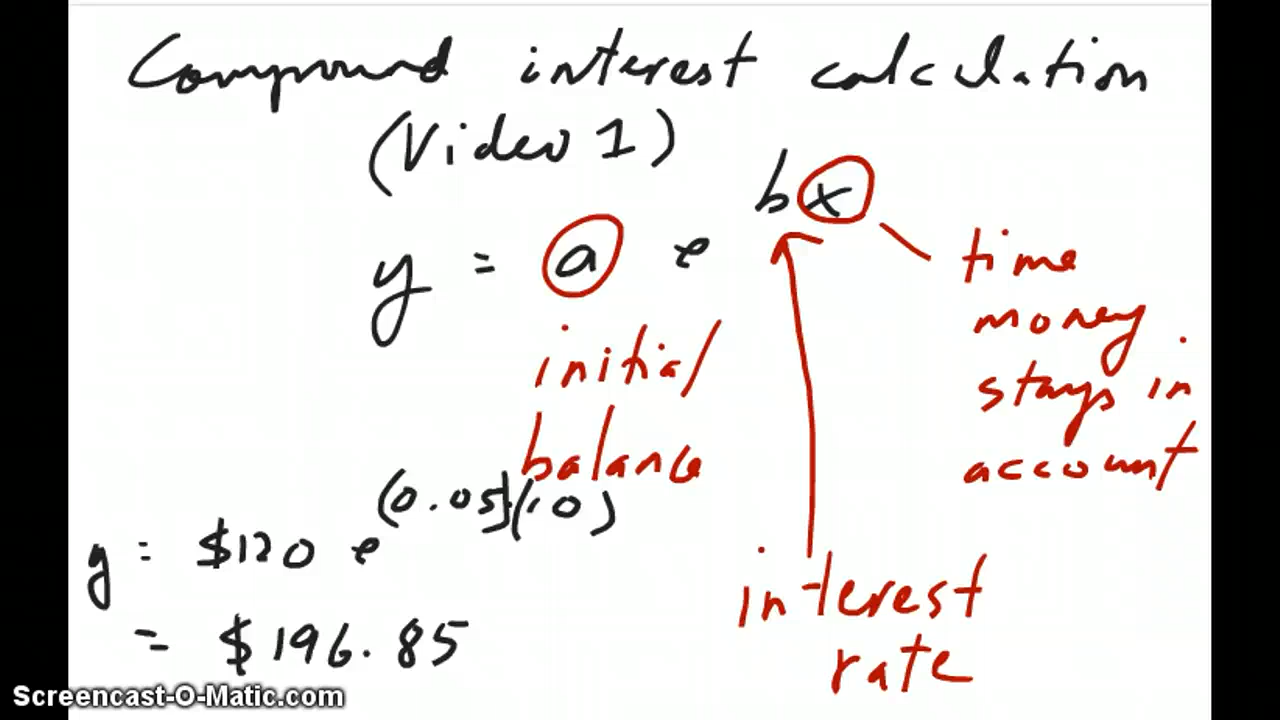 Compound interest calculation
(Video 1)
y = a e^bx
initial
balance
time
money
stays in
account
interest
rate
y = $120 e^(0.05)(10)
= $196.85
Screencast-O-Matic.com